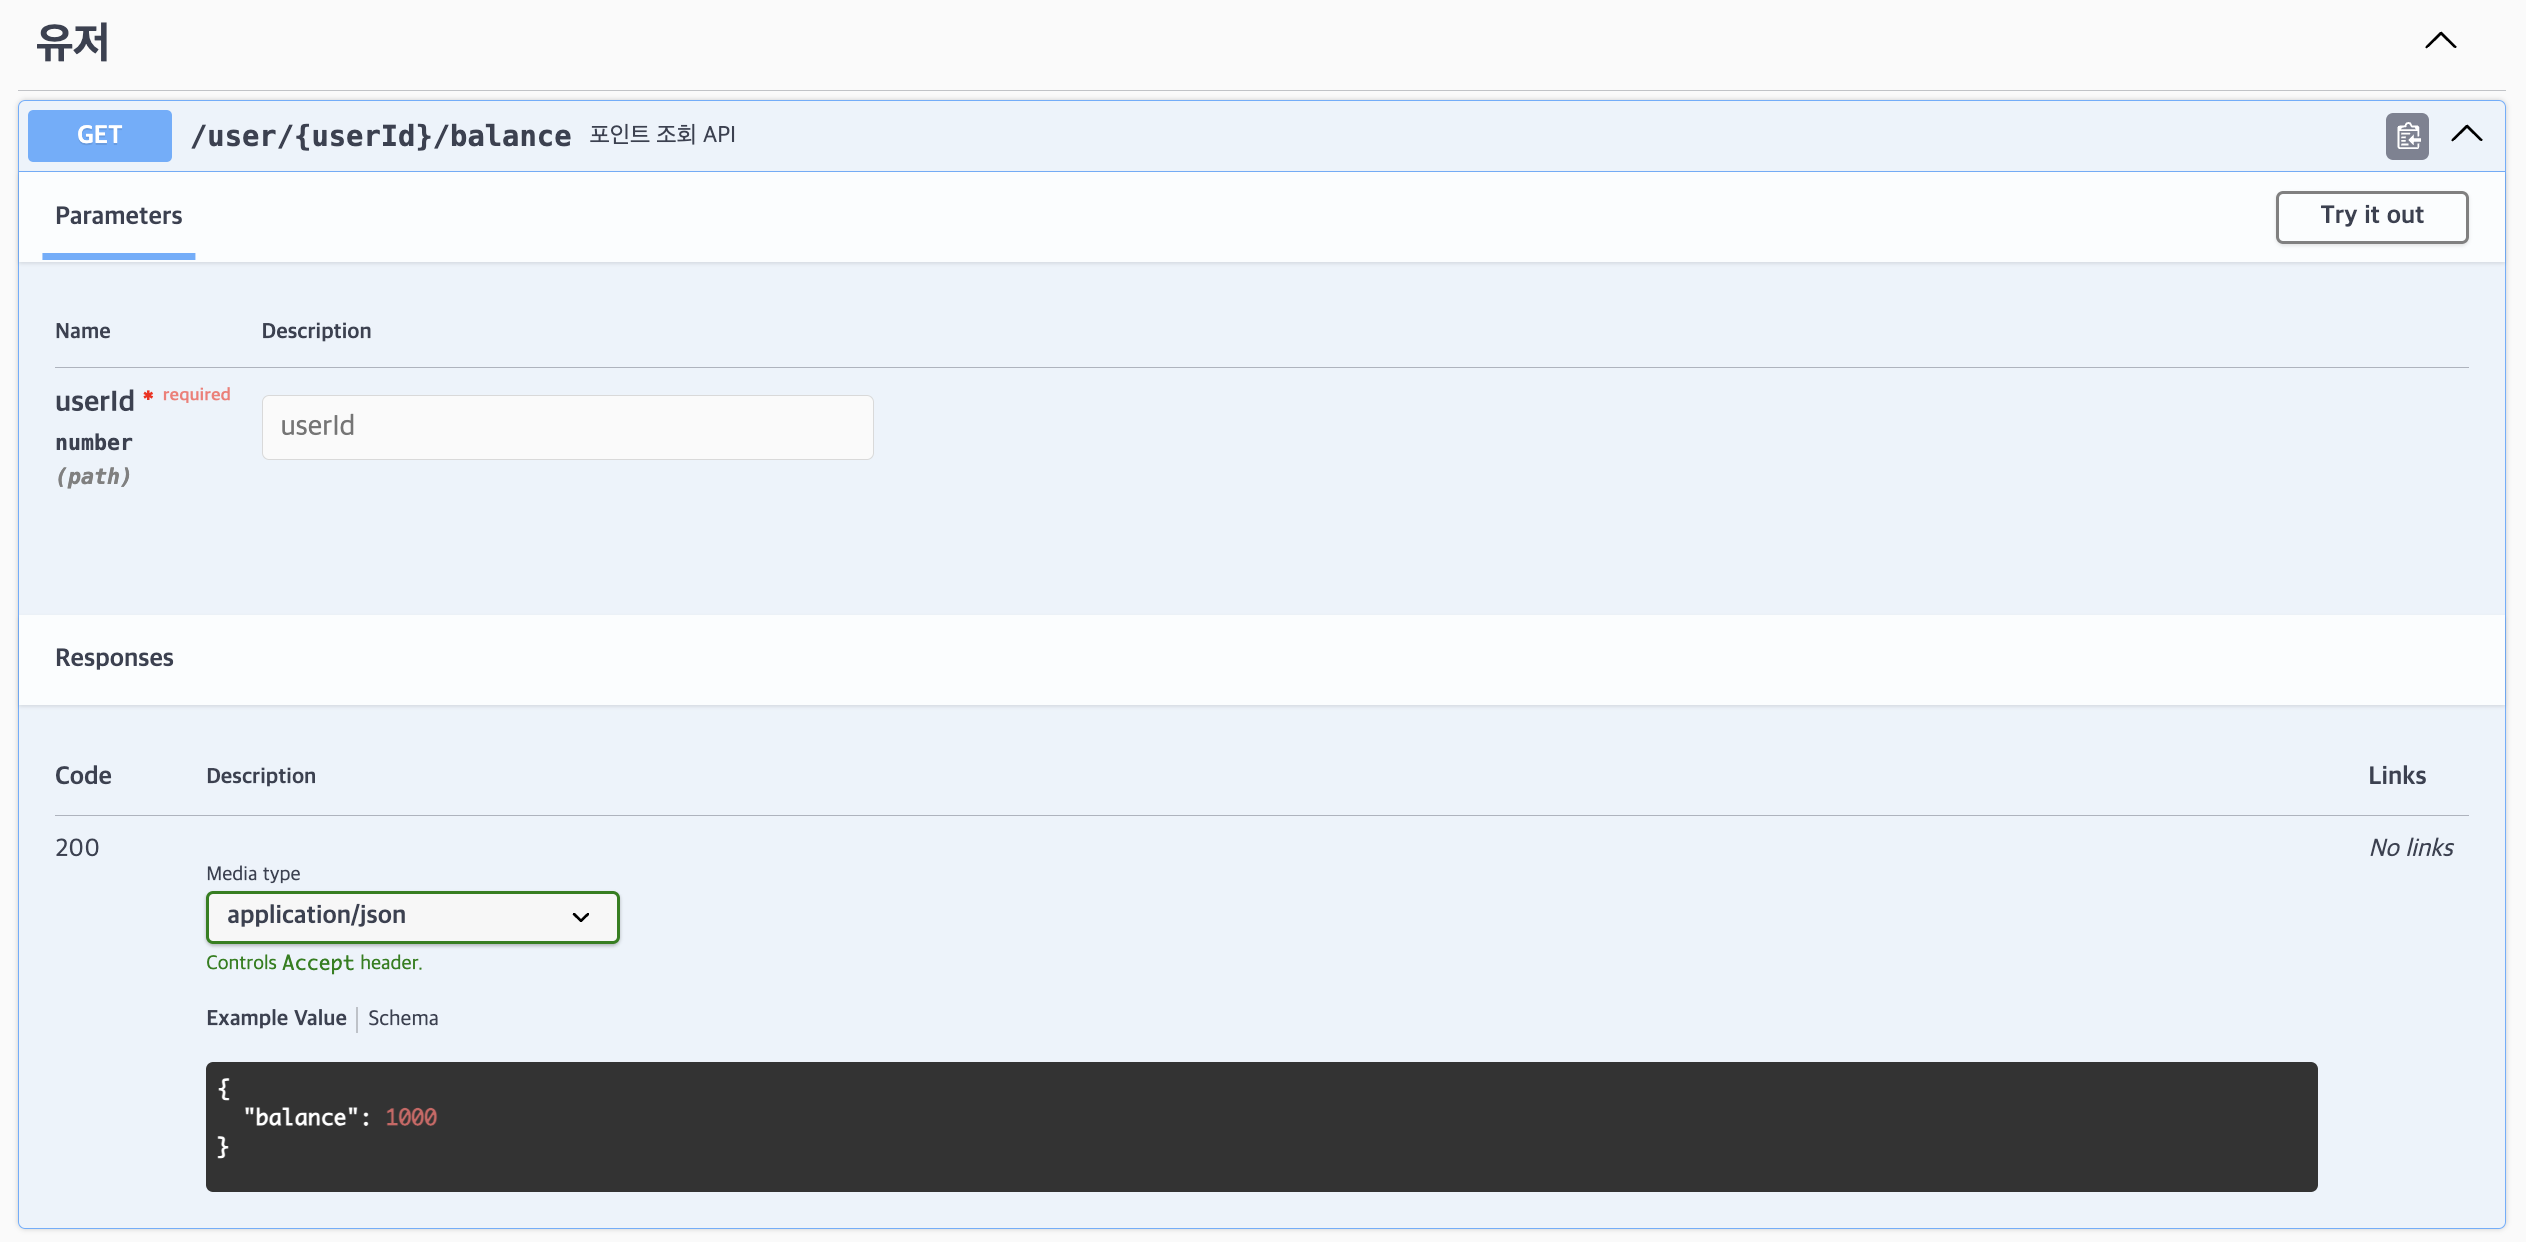 유저
GET /user/{userId}/balance 포인트 조회 API
Parameters
Try it out
Name Description
userId * required
number
(path)
userId
Responses
Code Description Links
200 No links
Media type
application/json
Controls Accept header.
Example Value | Schema
{
"balance": 1000
}